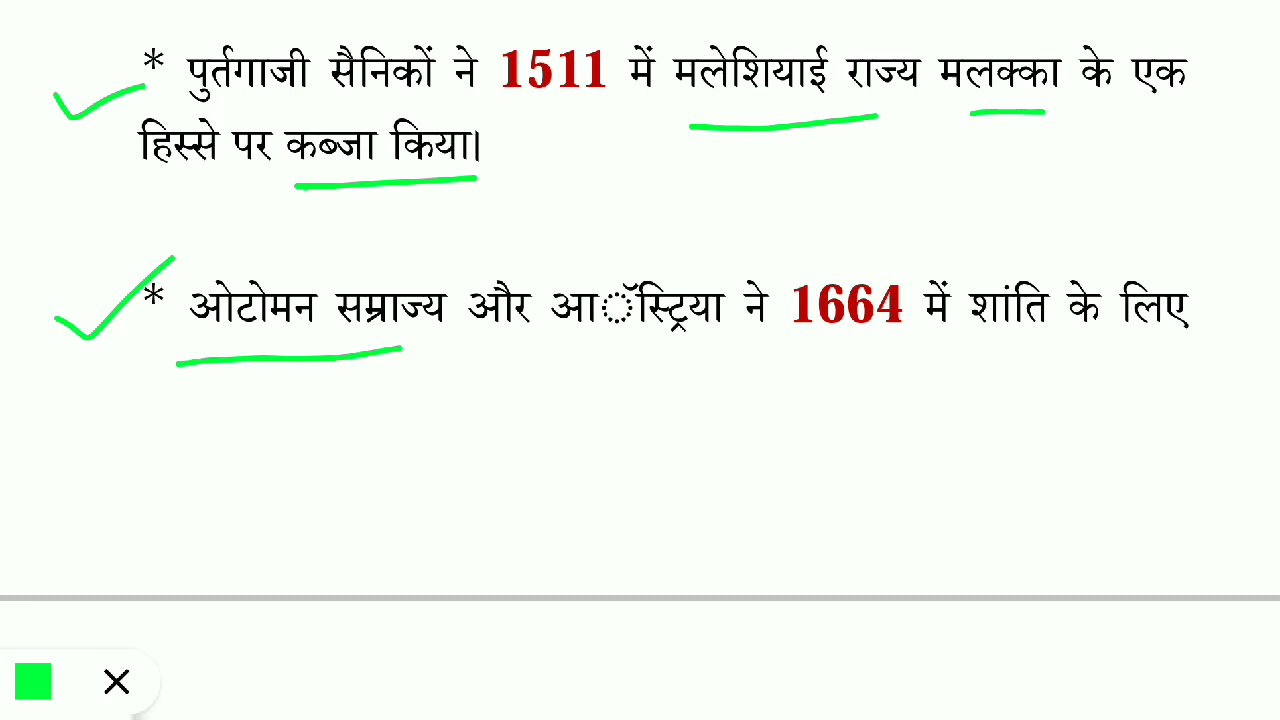 * पुर्तगाजी सैनिकों ने 1511 में मलेशियाई राज्य मलक्का के एक
हिस्से पर कब्जा किया।
* ओटोमन सम्राज्य और आॅस्ट्रिया ने 1664 में शांति के लिए